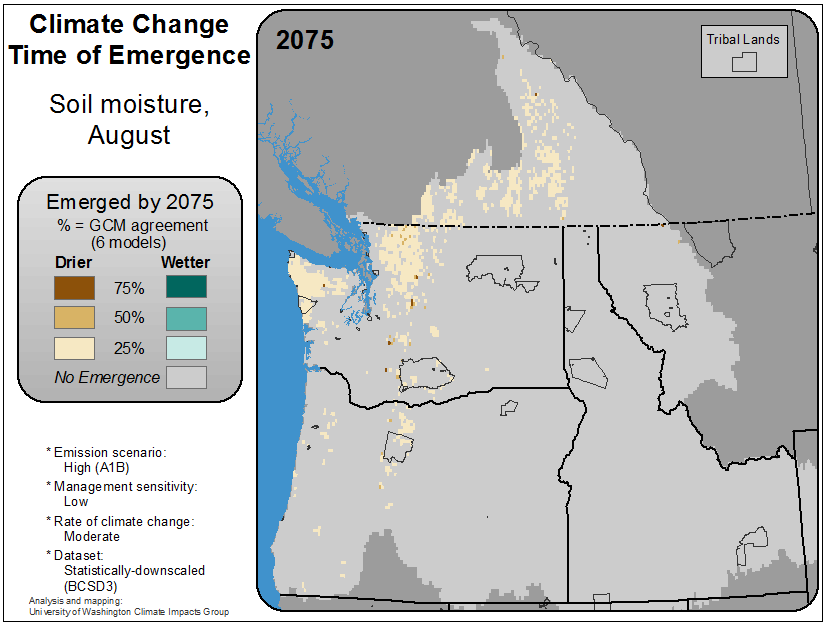 Climate Change
Time of Emergence
Soil moisture,
August
Emerged by 2075
% = GCM agreement
(6 models)
Drier
Wetter
75%
50%
25%
No Emergence
* Emission scenario:
High (A1B)
* Management sensitivity:
Low
* Rate of climate change:
Moderate
* Dataset:
Statistically-downscaled
(BCSD3)
Analysis and mapping:
University of Washington Climate Impacts Group
2075
Tribal Lands